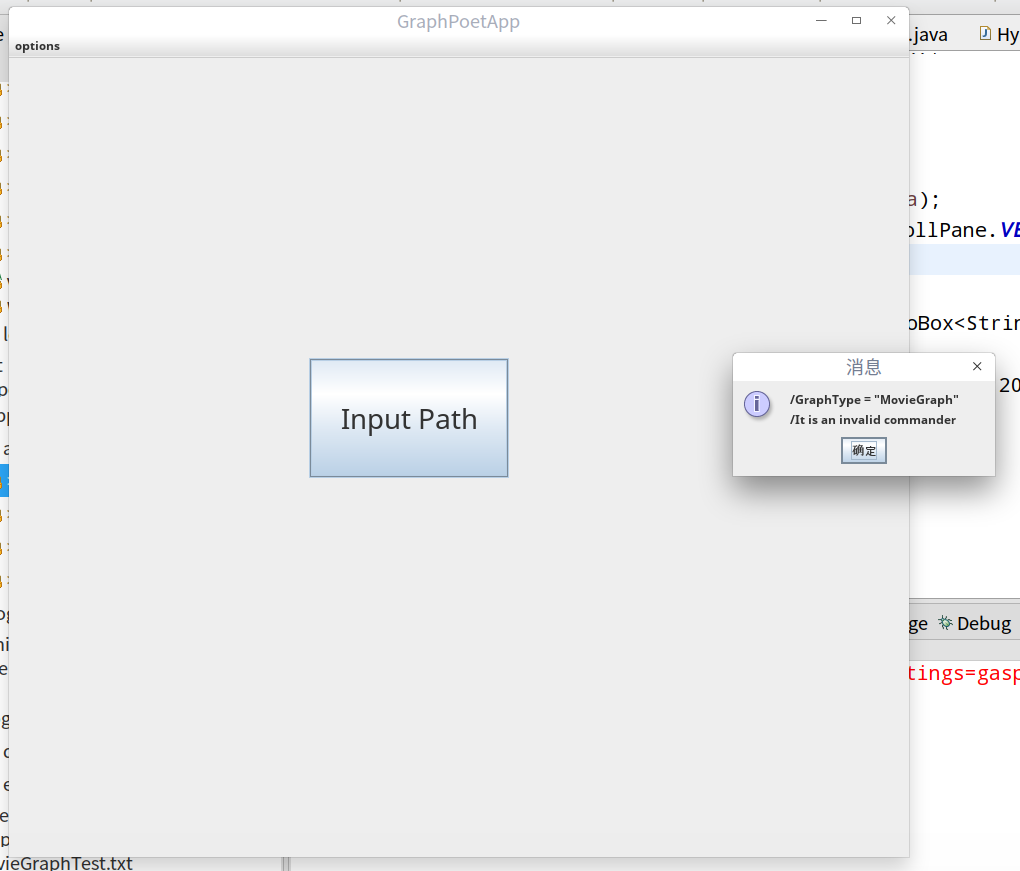 GraphPoetApp
options
.java
Hy
a);
ollPane.VE
oBox<Strin
20
Input Path
消息
/GraphType = "MovieGraph"
/It is an invalid commander
确定
ge
Debug
tings=gasp
vieGraphTest.txt